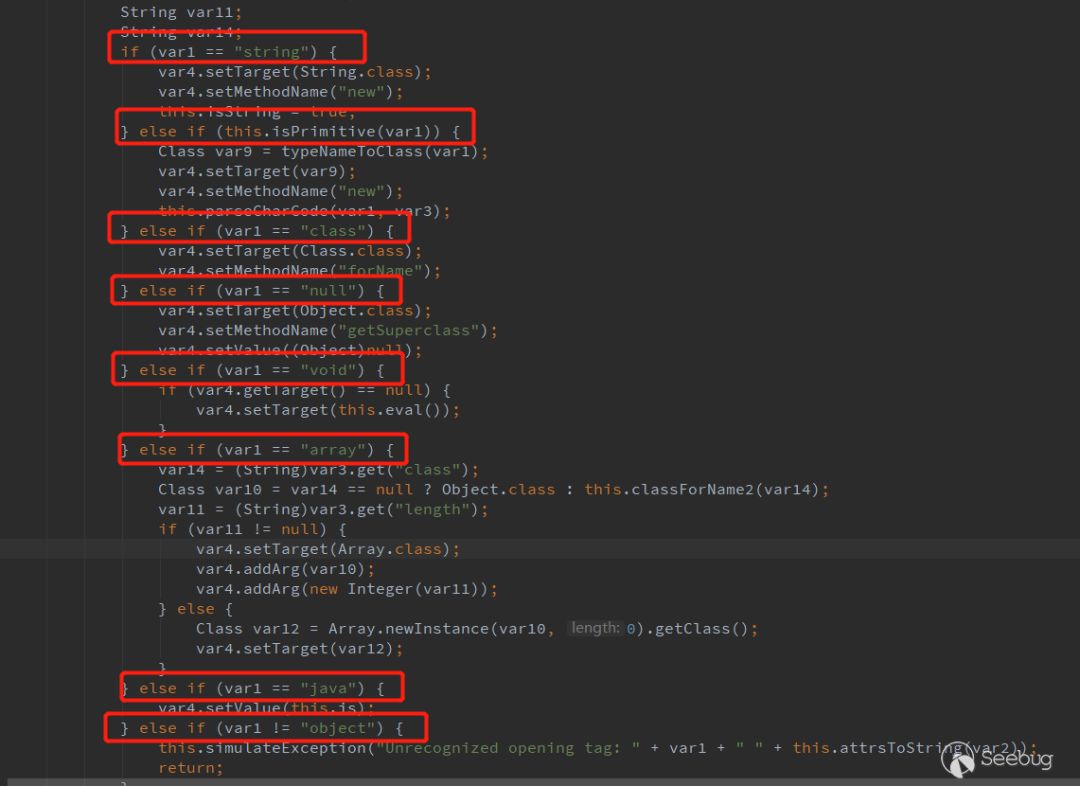 String var11;
String var14;
if (var1 == "string") {
var4.setTarget(String.class);
var4.setMethodName("new");
this.isString = true;
} else if (this.isPrimitive(var1)) {
Class var9 = typeNameToClass(var1);
var4.setTarget(var9);
var4.setMethodName("new");
this.parseCharCode(var1, var3);
} else if (var1 == "class") {
var4.setTarget(Class.class);
var4.setMethodName("forName");
} else if (var1 == "null") {
var4.setTarget(Object.class);
var4.setMethodName("getSuperclass");
var4.setValue((Object)null);
} else if (var1 == "void") {
if (var4.getTarget() == null) {
var4.setTarget(this.eval());
}
} else if (var1 == "array") {
var14 = (String)var3.get("class");
Class var10 = var14 == null ? Object.class : this.classForName2(var14);
var11 = (String)var3.get("length");
if (var11 != null) {
var4.setTarget(Array.class);
var4.addArg(var10);
var4.addArg(new Integer(var11));
} else {
Class var12 = Array.newInstance(var10, length: 0).getClass();
var4.setTarget(var12);
}
} else if (var1 == "java") {
var4.setValue(this.is);
} else if (var1 != "object") {
this.simulateException("Unrecognized opening tag: " + var1 + " " + this.attrsToString(var2));
return;
}
Seebug